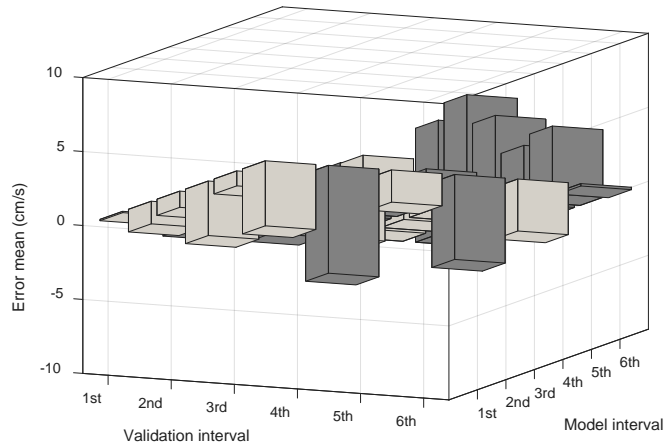 10
5
0
-5
-10
Error mean (cm/s)
1st
2nd
3rd
4th
5th
6th
Validation interval
1st
2nd
3rd
4th
5th
6th
Model interval